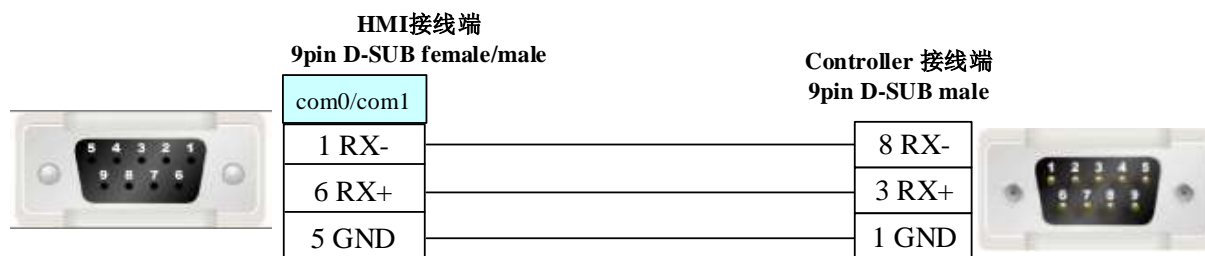 HMI接线端
9pin D-SUB female/male
Controller 接线端
9pin D-SUB male
com0/com1
1 RX-
8 RX-
6 RX+
3 RX+
5 GND
1 GND
5 4 3 2 1
9 8 7 6
1 2 3 4 5
6 7 8 9